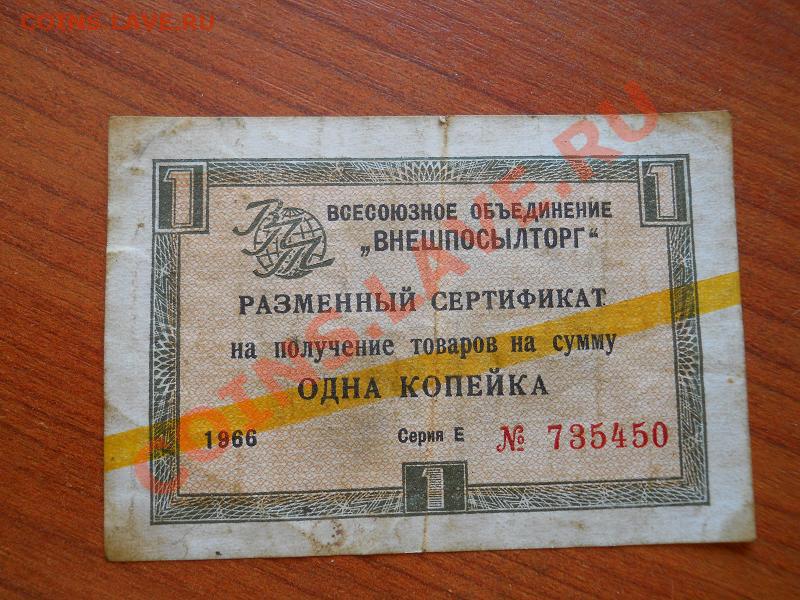 COINS-LAVE.RU
1
1
ВПТ
ВСЕСОЮЗНОЕ ОБЪЕДИНЕНИЕ
„ВНЕШПОСЫЛТОРГ“
РАЗМЕННЫЙ СЕРТИФИКАТ
на получение товаров на сумму
ОДНА КОПЕЙКА
1966 Серия Е № 735450
1
COINS.LAVE.RU